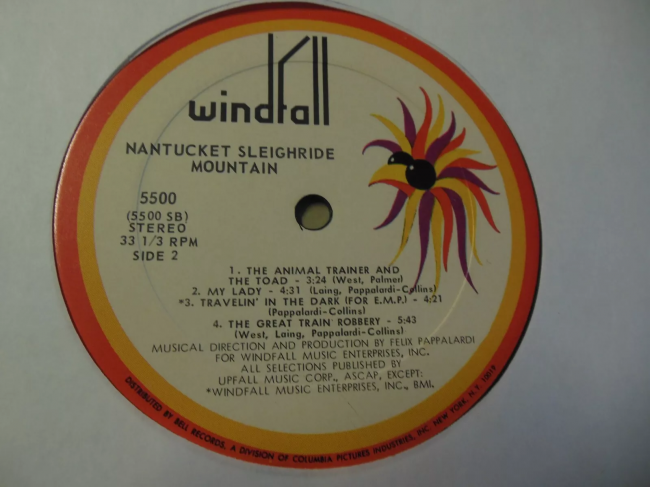 windfall
NANTUCKET SLEIGHRIDE
MOUNTAIN
5500
(5500 SB)
STEREO
33 1/3 RPM
SIDE 2
1. THE ANIMAL TRAINER AND
THE TOAD - 3:24 (West, Palmer)
2. MY LADY - 4:31 (Laing, Pappalardi-Collins)
*3. TRAVELIN' IN THE DARK (FOR E.M.P.) - 4:21
(Pappalardi-Collins)
4. THE GREAT TRAIN ROBBERY - 5:43
(West, Laing, Pappalardi-Collins)
MUSICAL DIRECTION AND PRODUCTION BY FELIX PAPPALARDI
FOR WINDFALL MUSIC ENTERPRISES, INC.
ALL SELECTIONS PUBLISHED BY
UPFALL MUSIC CORP., ASCAP, EXCEPT:
*WINDFALL MUSIC ENTERPRISES, INC., BMI.
DISTRIBUTED BY BELL RECORDS, A DIVISION OF COLUMBIA PICTURES INDUSTRIES, INC. NEW YORK, N. Y. 10019